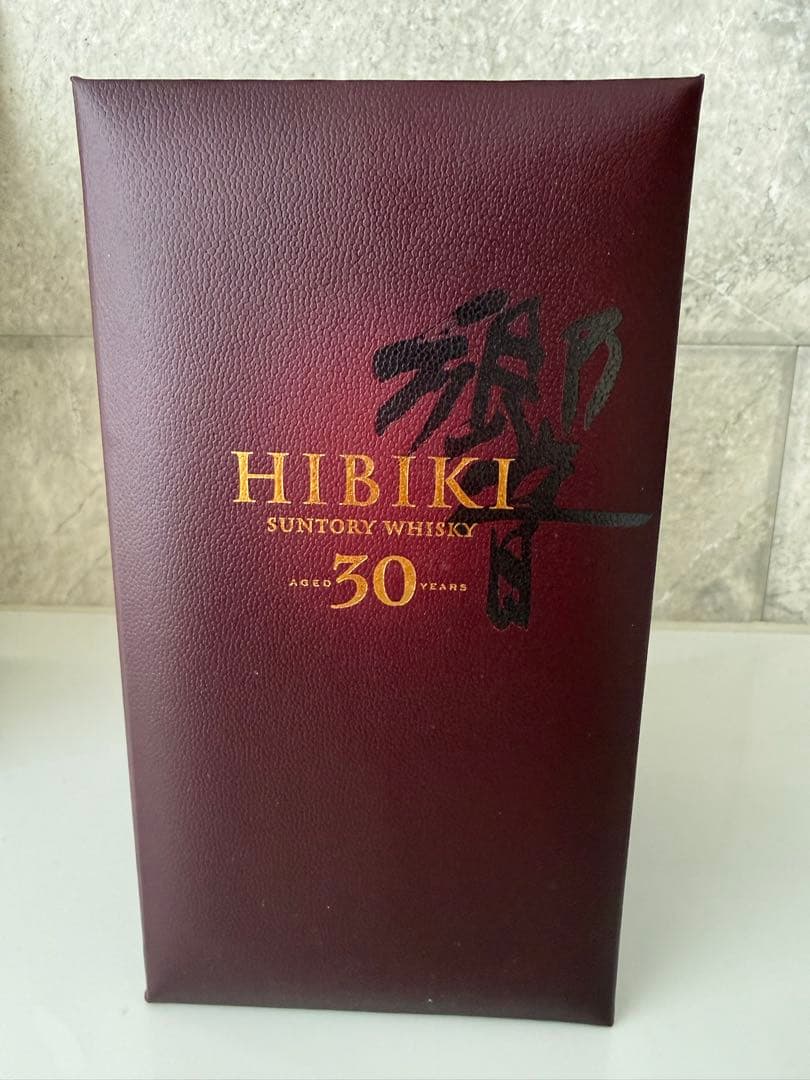 響
HIBIKI
SUNTORY WHISKY
AGED 30 YEARS